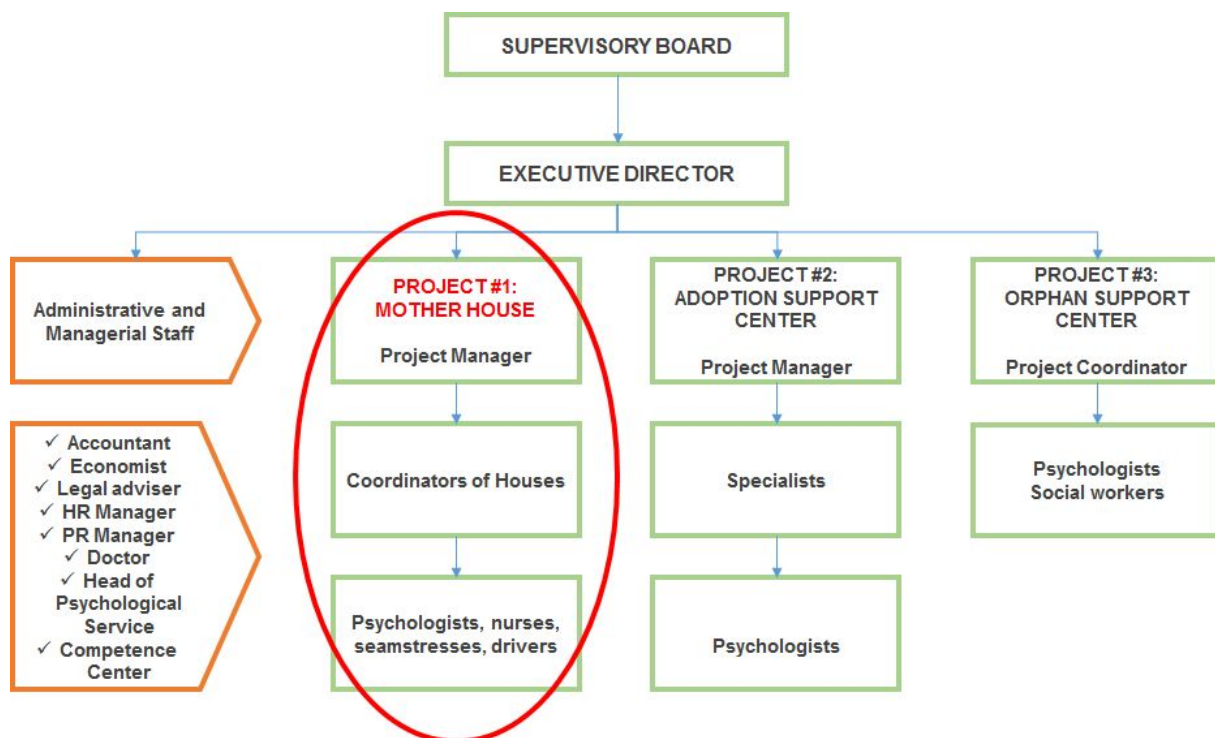 SUPERVISORY BOARD
EXECUTIVE DIRECTOR
Administrative and
Managerial Staff
PROJECT #1:
MOTHER HOUSE
Project Manager
PROJECT #2:
ADOPTION SUPPORT
CENTER
Project Manager
PROJECT #3:
ORPHAN SUPPORT
CENTER
Project Coordinator
✓ Accountant
✓ Economist
✓ Legal adviser
✓ HR Manager
✓ PR Manager
✓ Doctor
✓ Head of
Psychological
Service
✓ Competence
Center
Coordinators of Houses
Specialists
Psychologists
Social workers
Psychologists, nurses,
seamstresses, drivers
Psychologists